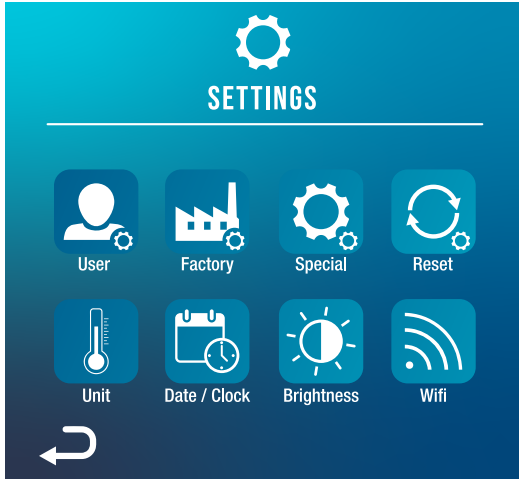 SETTINGS
User Factory Special Reset
Unit Date / Clock Brightness Wifi